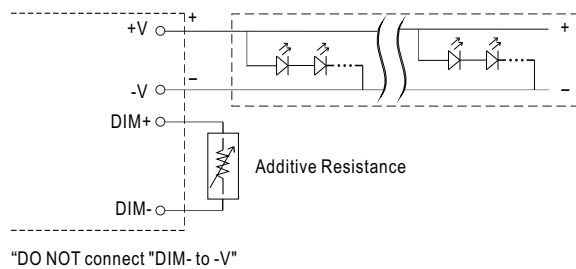 +V
+
+
-V
−
−
DIM+
Additive Resistance
DIM-
“DO NOT connect "DIM- to -V"